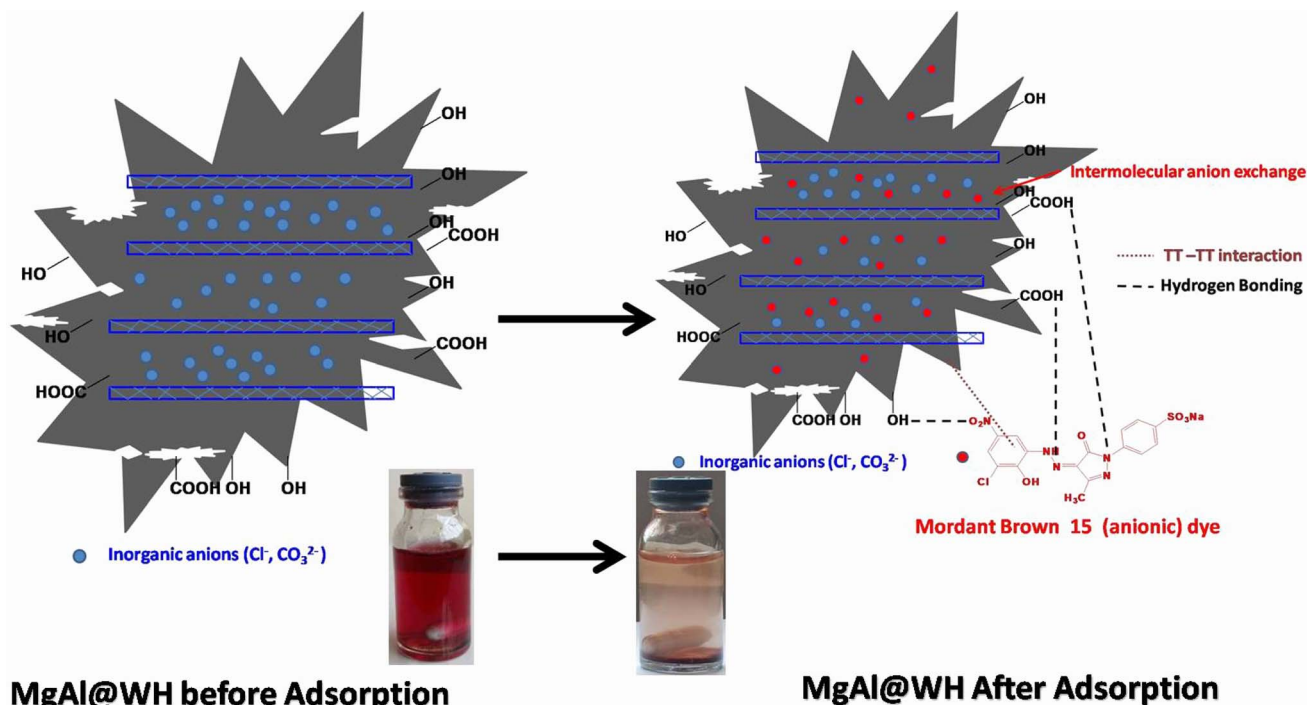 OH
OH
OH
COOH
HO
OH
HO
COOH
HOOC
COOH
OH
OH
Inorganic anions (Cl⁻, CO₃²⁻)
MgAl@WH before Adsorption
OH
OH
Intermolecular anion exchange
OH
COOH
HO
OH
TT –TT interaction
HO
COOH
Hydrogen Bonding
HOOC
COOH
OH
OH
O₂N
SO₃Na
O
NH
N
N
N
Cl
OH
H₃C
Inorganic anions (Cl⁻, CO₃²⁻)
Mordant Brown 15 (anionic) dye
MgAl@WH After Adsorption